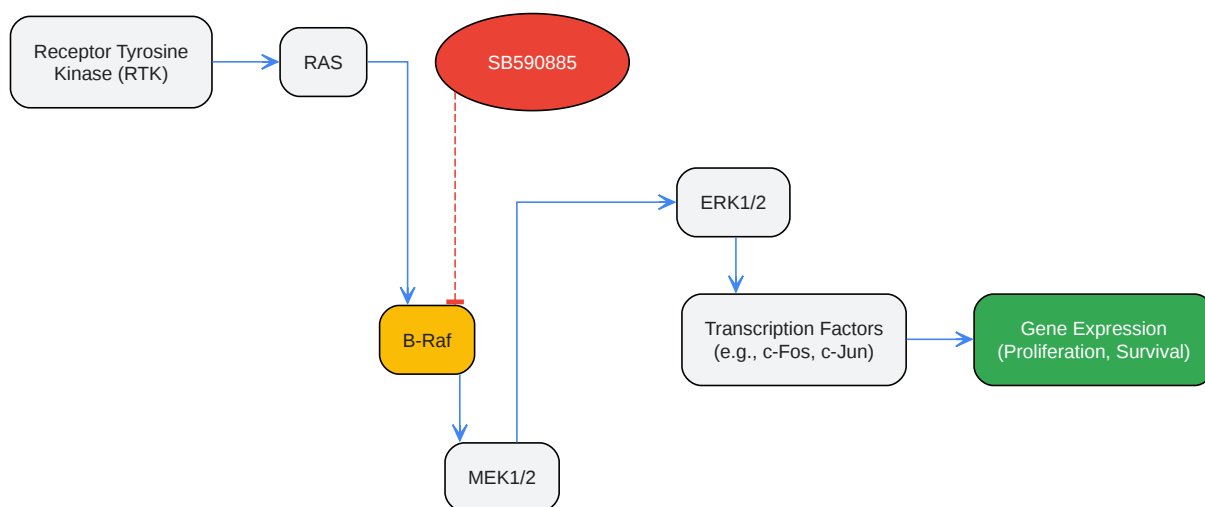 Receptor Tyrosine
Kinase (RTK)
RAS
SB590885
ERK1/2
B-Raf
Transcription Factors
(e.g., c-Fos, c-Jun)
Gene Expression
(Proliferation, Survival)
MEK1/2